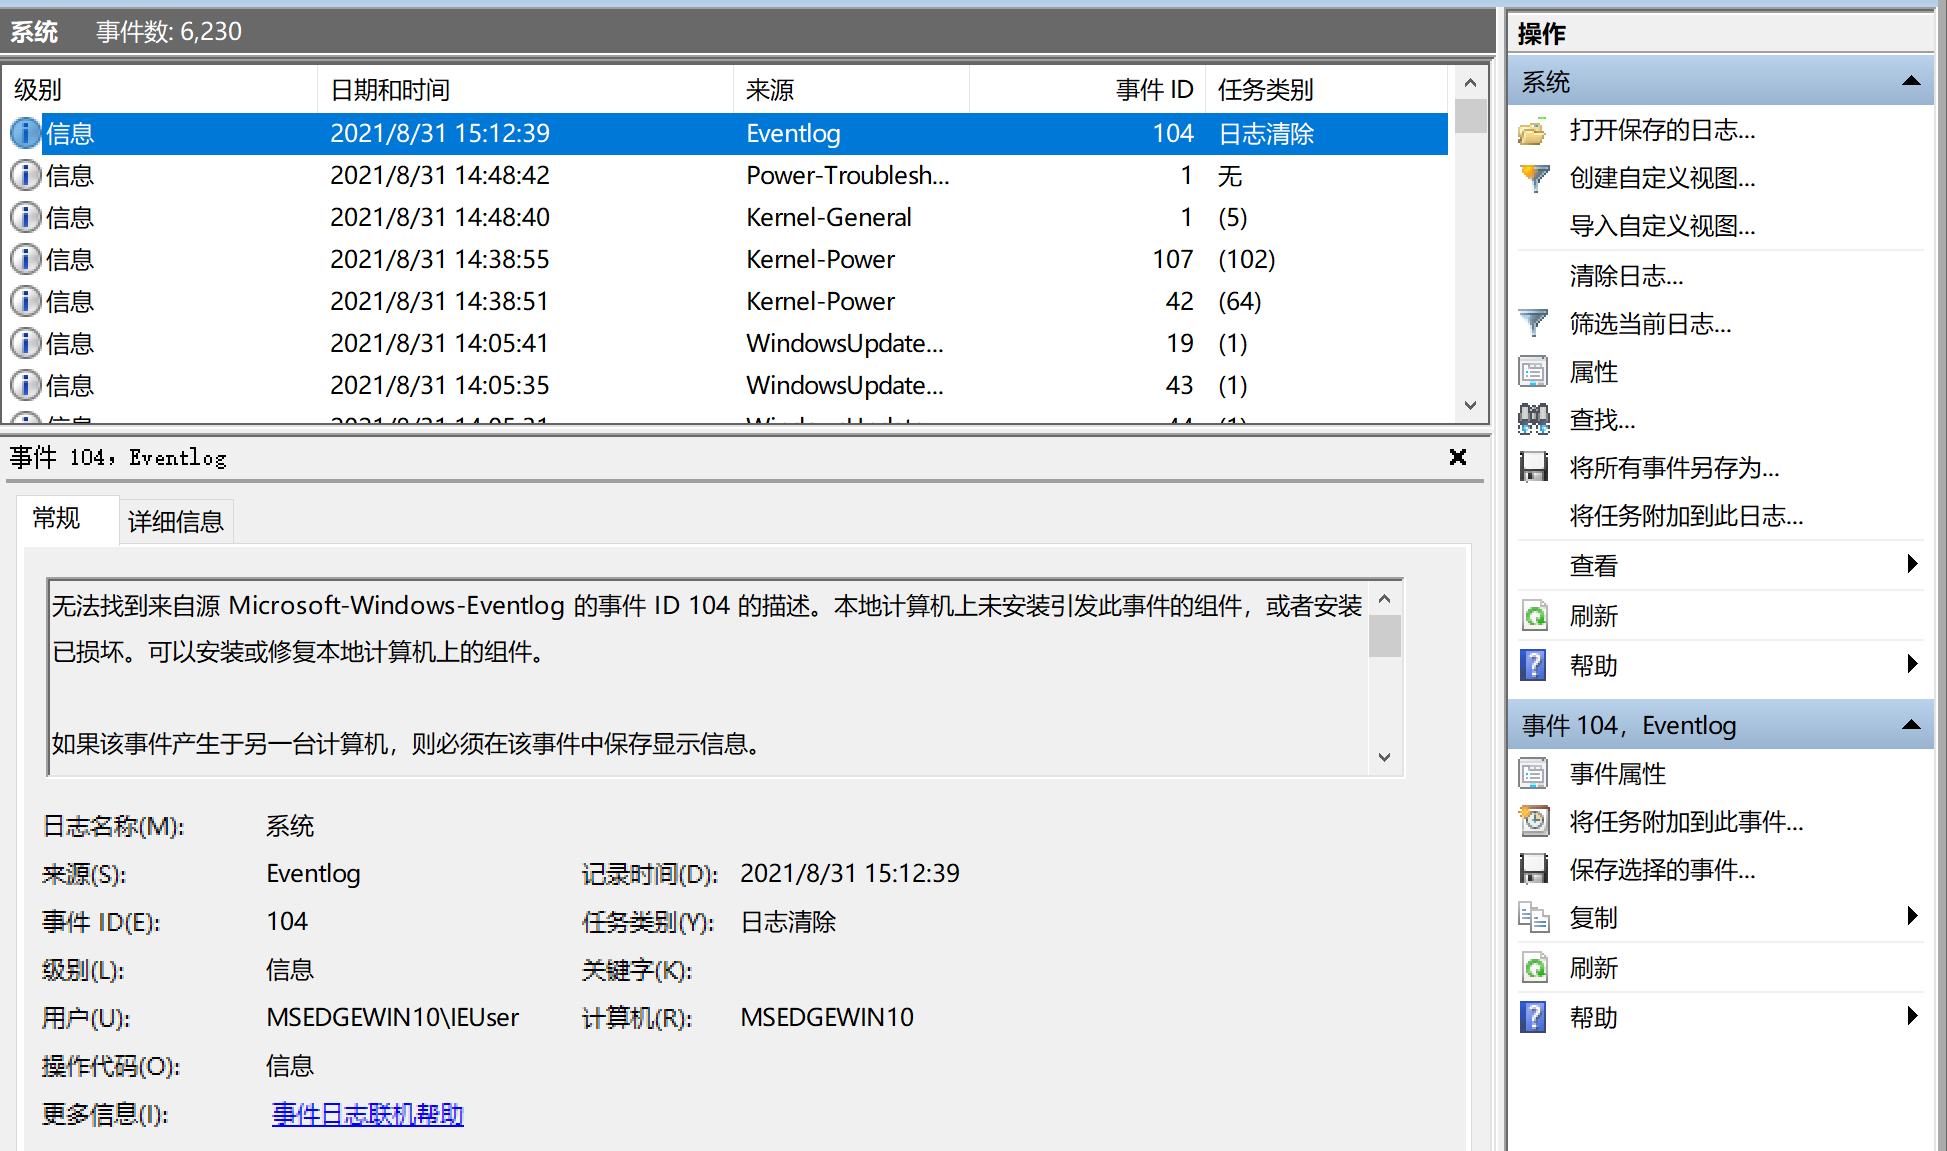 系统 事件数: 6,230
级别 日期和时间 来源 事件 ID 任务类别
信息 2021/8/31 15:12:39 Eventlog 104 日志清除
信息 2021/8/31 14:48:42 Power-Troublesh... 1 无
信息 2021/8/31 14:48:40 Kernel-General 1 (5)
信息 2021/8/31 14:38:55 Kernel-Power 107 (102)
信息 2021/8/31 14:38:51 Kernel-Power 42 (64)
信息 2021/8/31 14:05:41 WindowsUpdate... 19 (1)
信息 2021/8/31 14:05:35 WindowsUpdate... 43 (1)
事件 104，Eventlog
常规 详细信息
无法找到来自源 Microsoft-Windows-Eventlog 的事件 ID 104 的描述。本地计算机上未安装引发此事件的组件，或者安装
已损坏。可以安装或修复本地计算机上的组件。
如果该事件产生于另一台计算机，则必须在该事件中保存显示信息。
日志名称(M): 系统
来源(S): Eventlog 记录时间(D): 2021/8/31 15:12:39
事件 ID(E): 104 任务类别(Y): 日志清除
级别(L): 信息 关键字(K):
用户(U): MSEDGEWIN10\IEUser 计算机(R): MSEDGEWIN10
操作代码(O): 信息
更多信息(I): 事件日志联机帮助
操作
系统
打开保存的日志...
创建自定义视图...
导入自定义视图...
清除日志...
筛选当前日志...
属性
查找...
将所有事件另存为...
将任务附加到此日志...
查看
刷新
帮助
事件 104，Eventlog
事件属性
将任务附加到此事件...
保存选择的事件...
复制
刷新
帮助